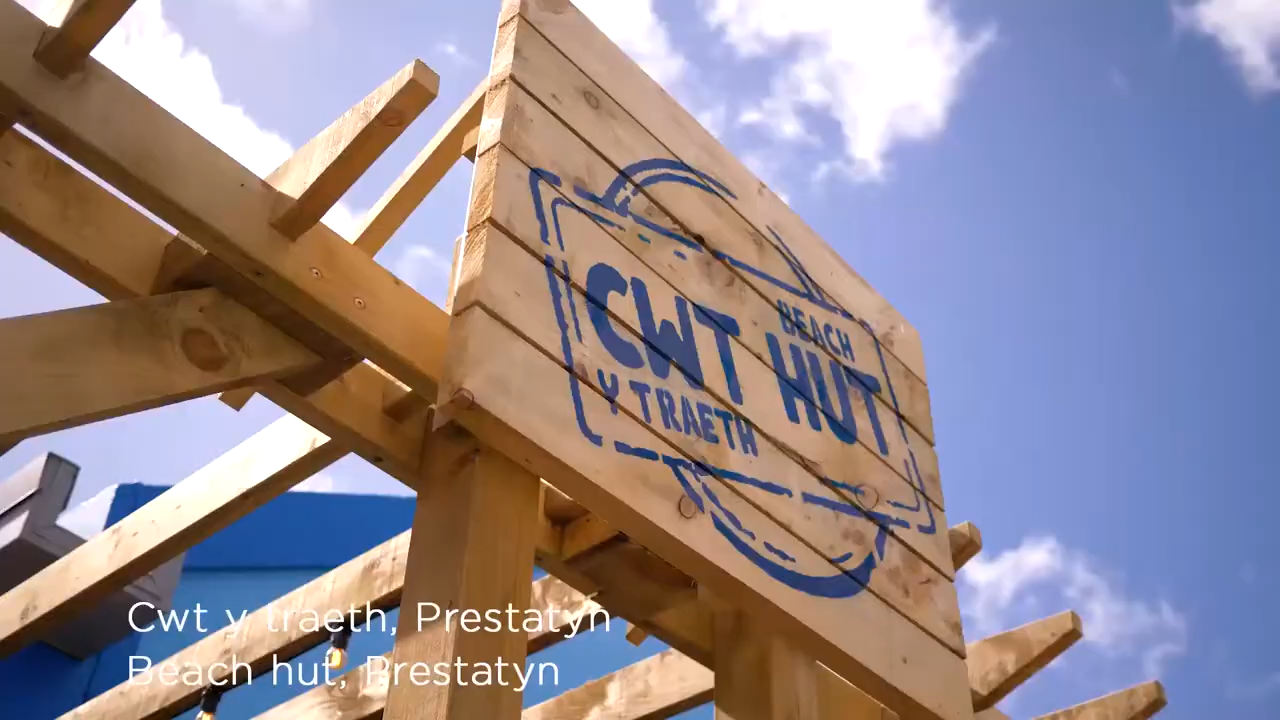 CWT
Y TRAETH
BEACH
HUT
Cwt y traeth, Prestatyn
Beach hut, Prestatyn